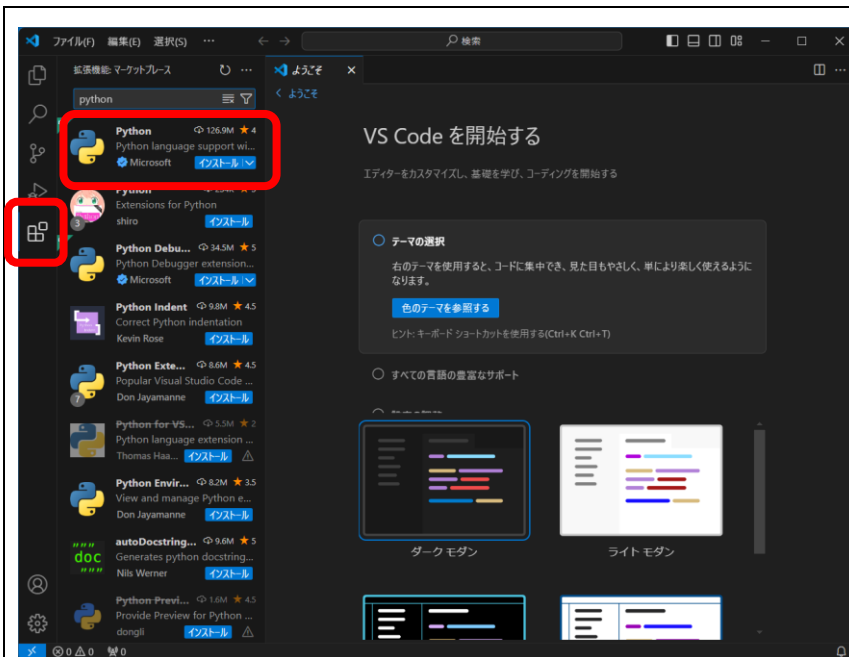 ファイル(F) 編集(E) 選択(S) … 検索
拡張機能: マーケットプレース
python
Python 126.9M ★ 4
Python language support wi...
Microsoft インストール
Python
Extensions for Python
shiro インストール
3
Python Debu... 34.5M ★ 5
Python Debugger extension...
Microsoft インストール
Python Indent 9.8M ★ 4.5
Correct Python indentation
Kevin Rose インストール
Python Exte... 8.6M ★ 4.5
Popular Visual Studio Code ...
Don Jayamanne インストール
7
Python for VS... 5.5M ★ 2
Python language extension ...
Thomas Haa... インストール
Python Envir... 8.2M ★ 3.5
View and manage Python e...
Don Jayamanne インストール
autoDocstring... 9.6M ★ 5
Generates python docstring...
Nils Werner インストール
""" doc """
Python Previ... 1.6M ★ 4.5
Provide Preview for Python ...
dongli インストール
ようこそ ×
ようこそ
VS Code を開始する
エディターをカスタマイズし、基礎を学び、コーディングを開始する
テーマの選択
右のテーマを使用すると、コードに集中でき、見た目もやさしく、単により楽しく使えるように
なります。
色のテーマを参照する
ヒント: キーボード ショートカットを使用する(Ctrl+K Ctrl+T)
すべての言語の豊富なサポート
ダーク モダン
ライト モダン
0 0 0